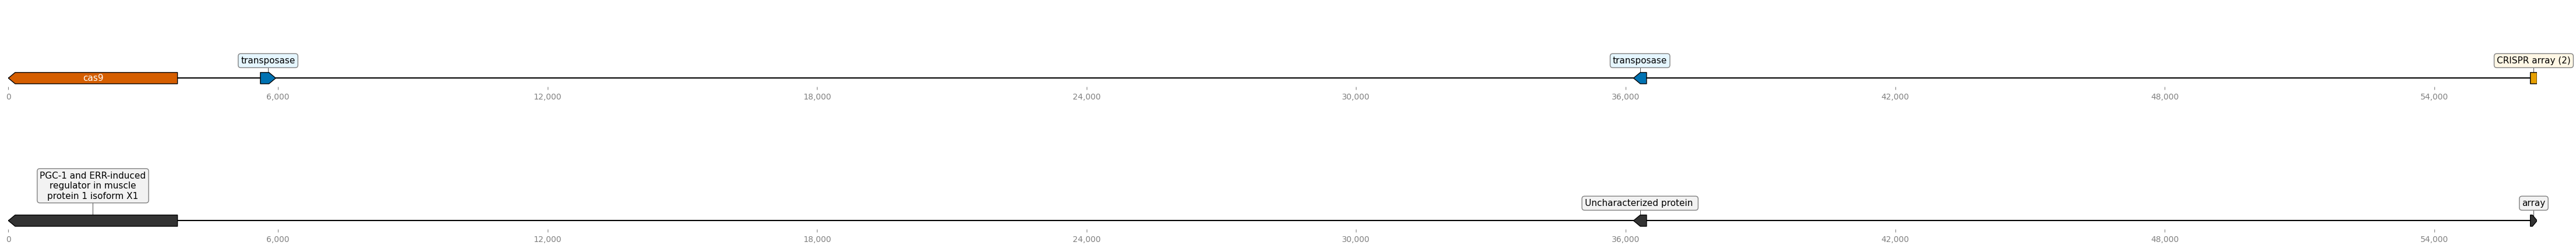 transposase
transposase
CRISPR array (2)
cas9
0
6,000
12,000
18,000
24,000
30,000
36,000
42,000
48,000
54,000
PGC-1 and ERR-induced
regulator in muscle
protein 1 isoform X1
Uncharacterized protein
array
0
6,000
12,000
18,000
24,000
30,000
36,000
42,000
48,000
54,000